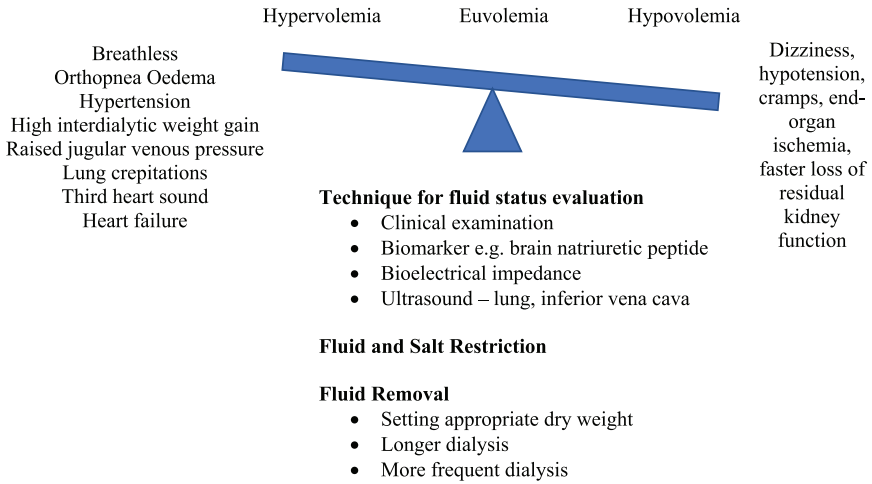 Hypervolemia
Euvolemia
Hypovolemia
Breathless
Orthopnea Oedema
Hypertension
High interdialytic weight gain
Raised jugular venous pressure
Lung crepitations
Third heart sound
Heart failure
Dizziness,
hypotension,
cramps, end-
organ
ischemia,
faster loss of
residual
kidney
function
Technique for fluid status evaluation
• Clinical examination
• Biomarker e.g. brain natriuretic peptide
• Bioelectrical impedance
• Ultrasound – lung, inferior vena cava
Fluid and Salt Restriction
Fluid Removal
• Setting appropriate dry weight
• Longer dialysis
• More frequent dialysis